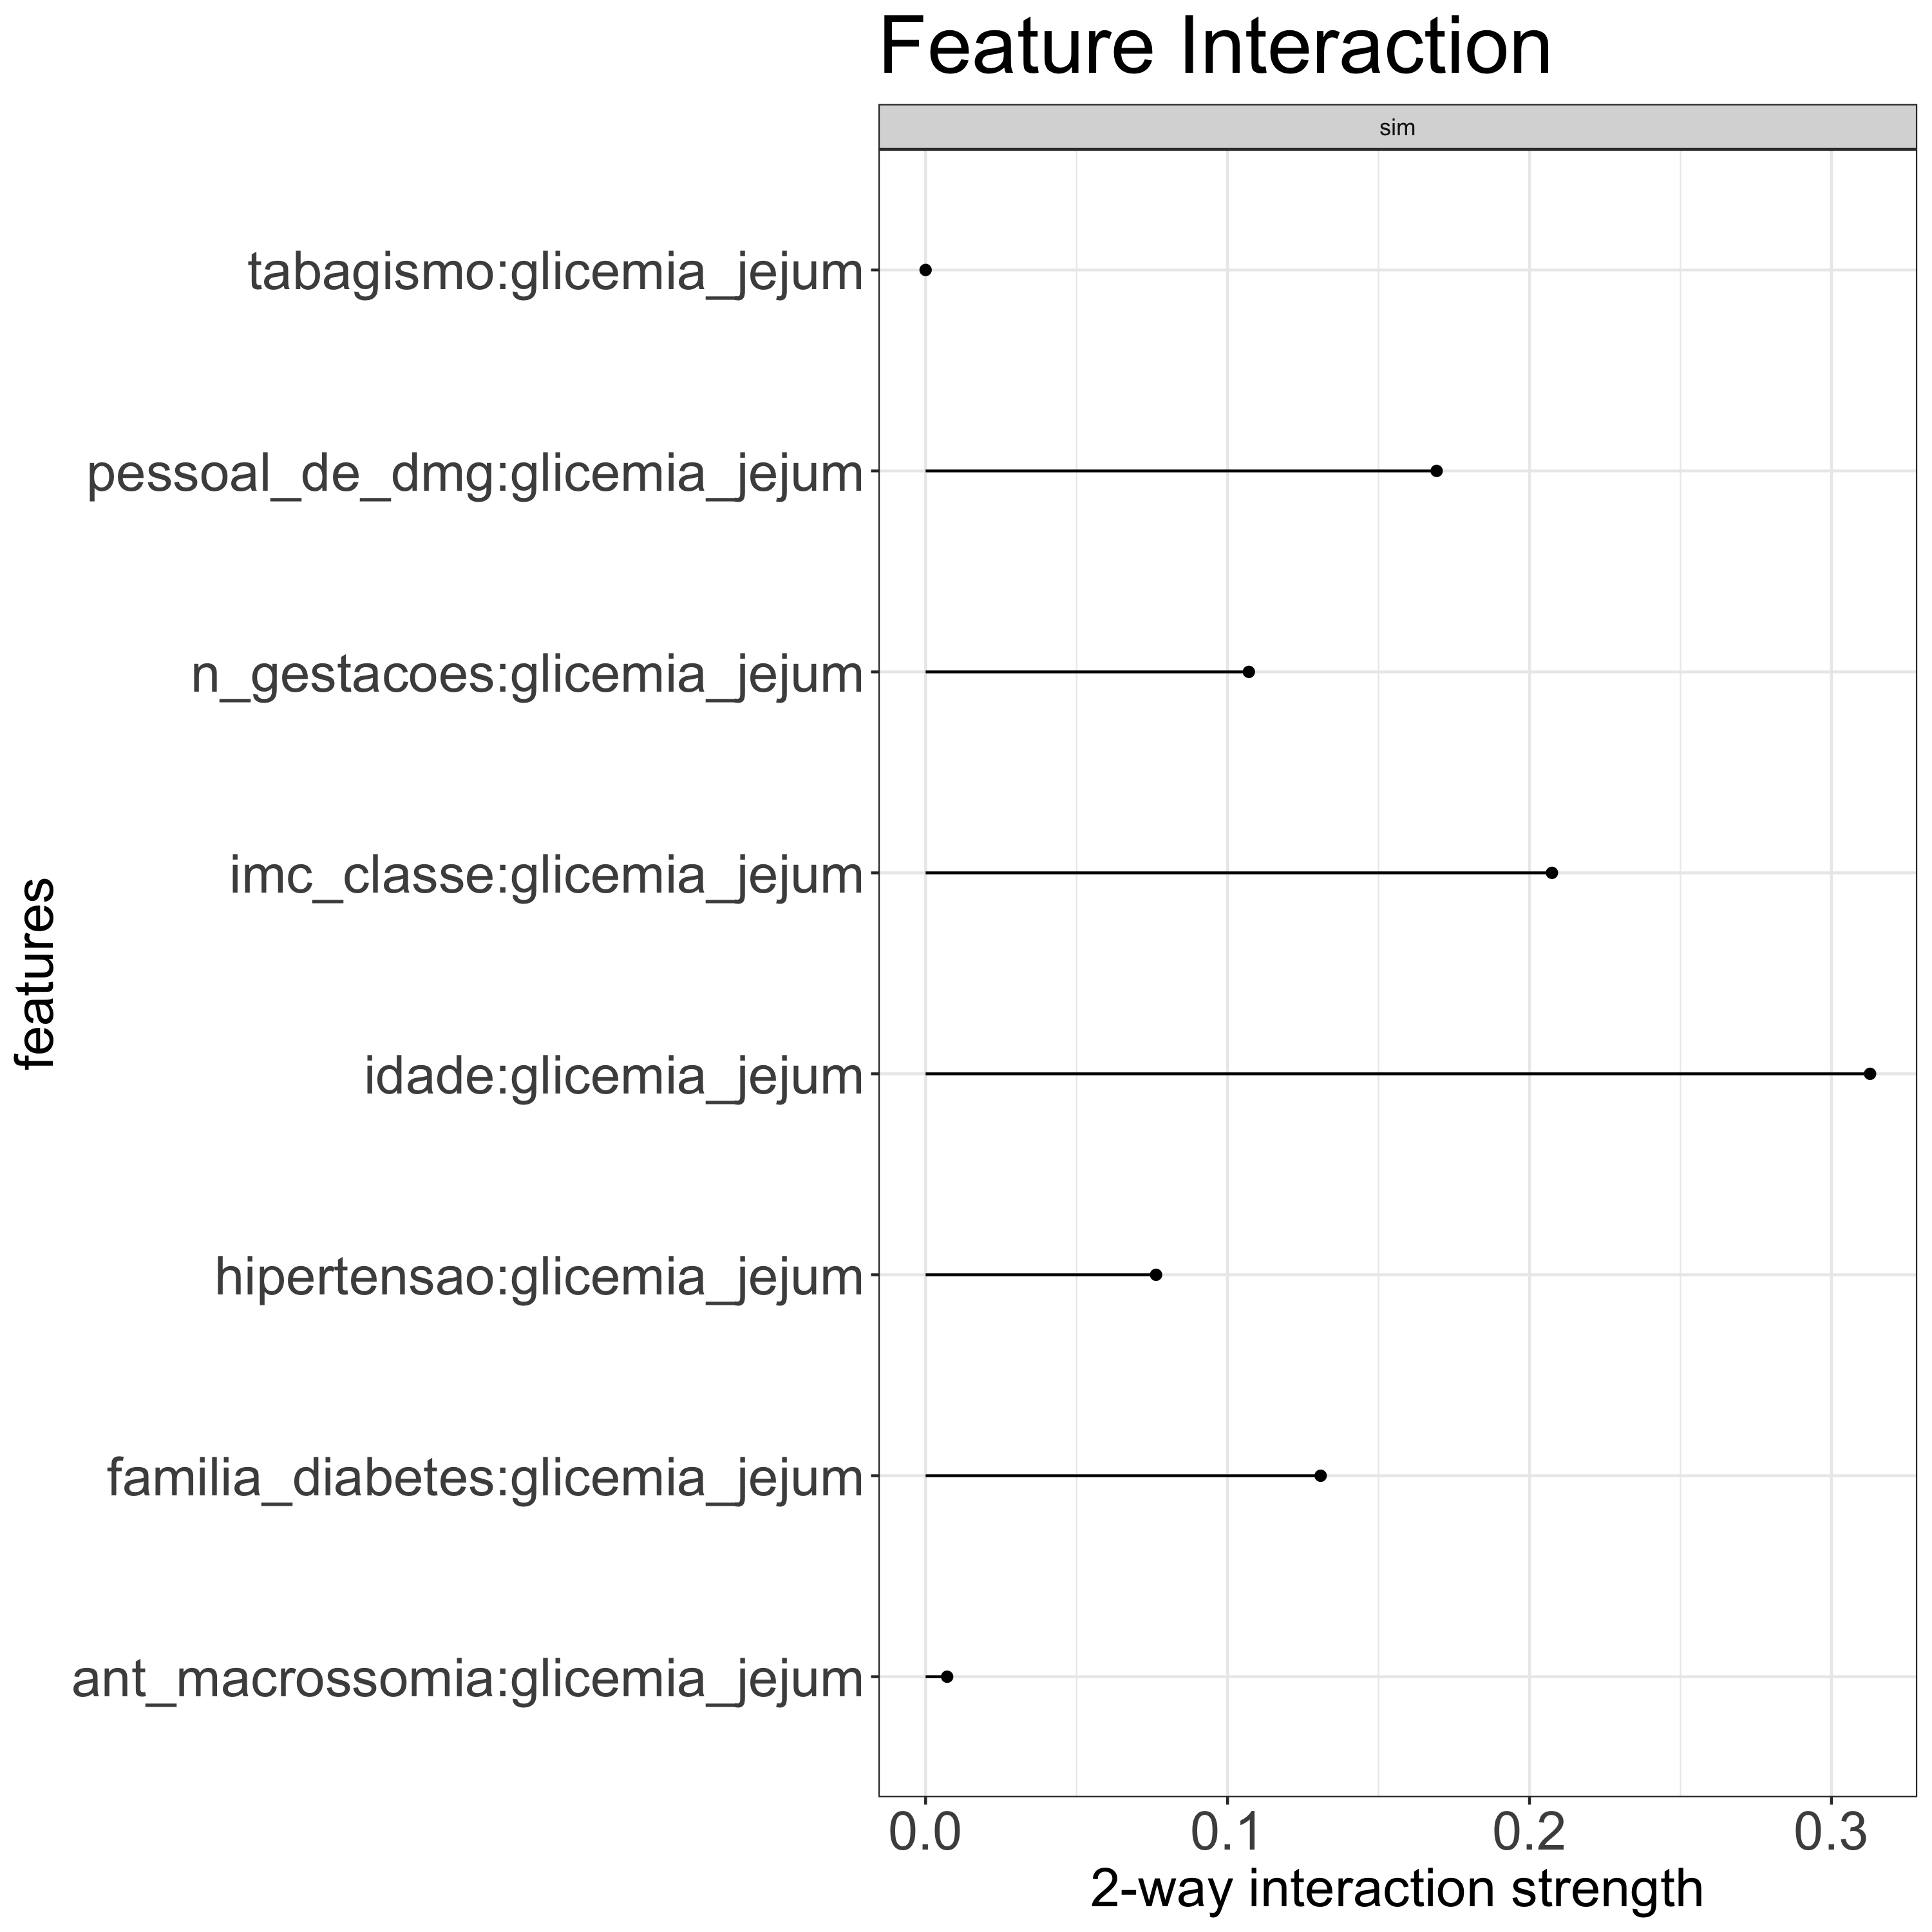 Feature Interaction
sim
features
tabagismo:glicemia_jejum
pessoal_de_dmg:glicemia_jejum
n_gestacoes:glicemia_jejum
imc_classe:glicemia_jejum
idade:glicemia_jejum
hipertensao:glicemia_jejum
familia_diabetes:glicemia_jejum
ant_macrossomia:glicemia_jejum
0.0 0.1 0.2 0.3
2-way interaction strength